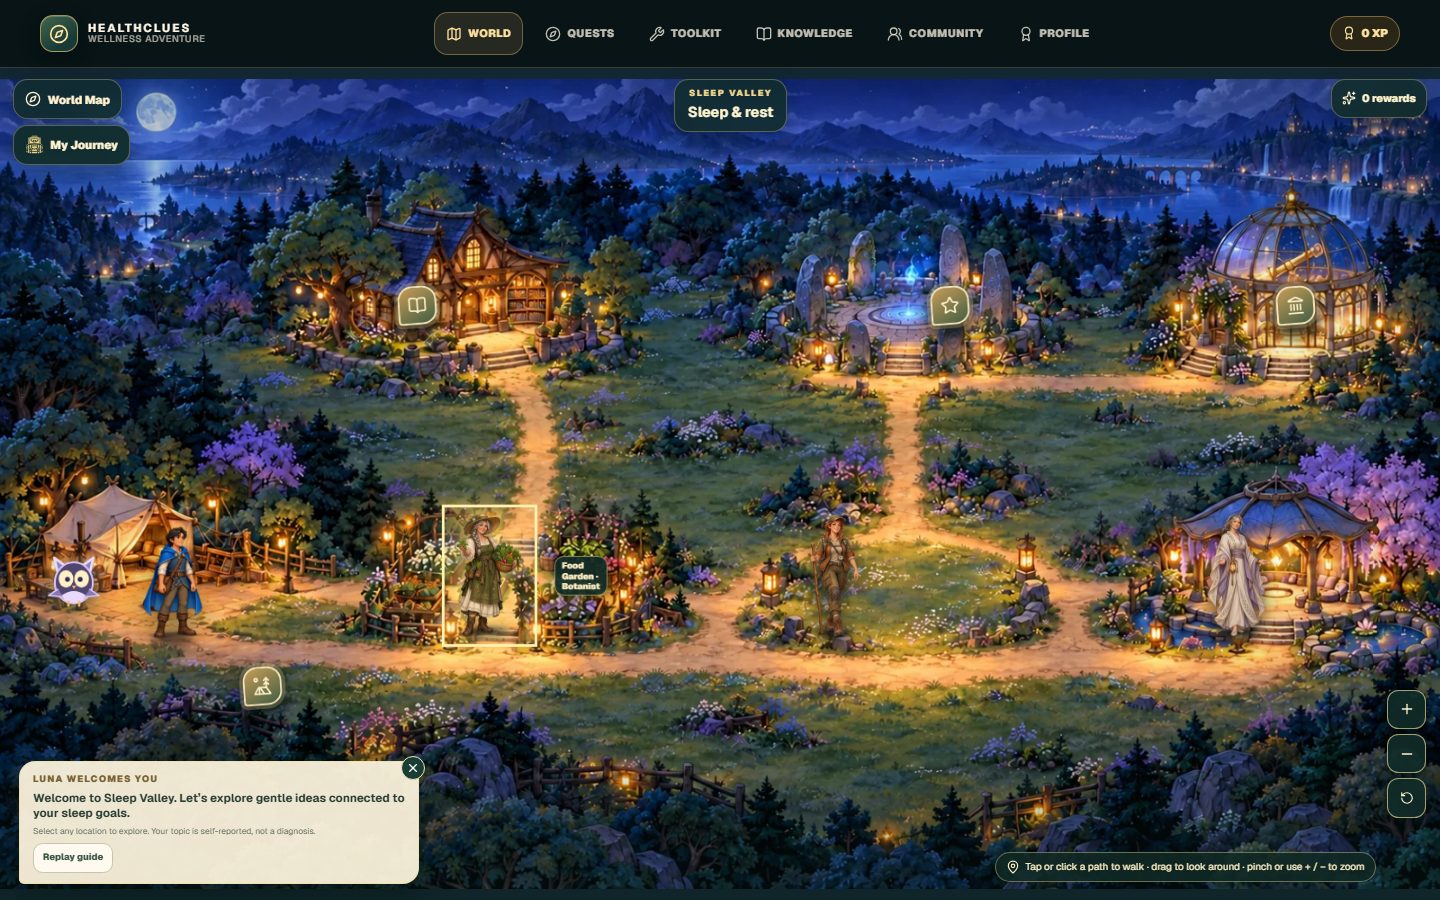 HEALTHCLUES
WELLNESS ADVENTURE
WORLD
QUESTS
TOOLKIT
KNOWLEDGE
COMMUNITY
PROFILE
0 XP
World Map
My Journey
SLEEP VALLEY
Sleep & rest
0 rewards
Food
Garden ·
Botanist
LUNA WELCOMES YOU
Welcome to Sleep Valley. Let's explore gentle ideas connected to
your sleep goals.
Select any location to explore. Your topic is self-reported, not a diagnosis.
Replay guide
Tap or click a path to walk · drag to look around · pinch or use + / − to zoom